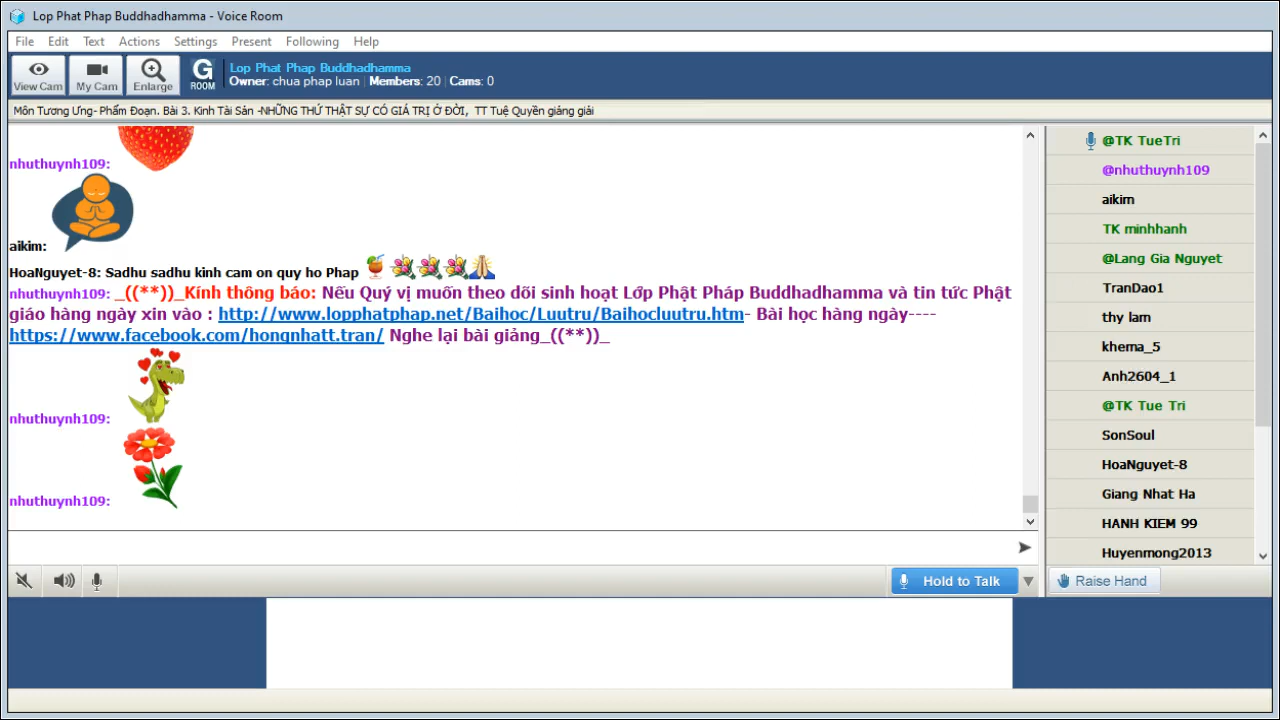 Lop Phat Phap Buddhadhamma - Voice Room
File Edit Text Actions Settings Present Following Help
View Cam My Cam Enlarge G ROOM
Lop Phat Phap Buddhadhamma
Owner: chua phap luan | Members: 20 | Cams: 0
Môn Tương Ưng- Phẩm Đoạn. Bài 3. Kinh Tài Sản -NHỮNG THỨ THẬT SỰ CÓ GIÁ TRỊ Ở ĐỜI, TT Tuệ Quyền giảng giải
nhuthuynh109:
aikim:
HoaNguyet-8: Sadhu sadhu kinh cam on quy ho Phap
nhuthuynh109: _((**))_Kính thông báo: Nếu Quý vị muốn theo dõi sinh hoạt Lớp Phật Pháp Buddhadhamma và tin tức Phật
giáo hàng ngày xin vào : http://www.lopphatphap.net/Baihoc/Luutru/Baihocluutru.htm- Bài học hàng ngày----
https://www.facebook.com/hongnhatt.tran/ Nghe lại bài giảng_((**))_
nhuthuynh109:
nhuthuynh109:
@TK TueTri
@nhuthuynh109
aikim
TK minhhanh
@Lang Gia Nguyet
TranDao1
thy lam
khema_5
Anh2604_1
@TK Tue Tri
SonSoul
HoaNguyet-8
Giang Nhat Ha
HANH KIEM 99
Huyenmong2013
Hold to Talk
Raise Hand